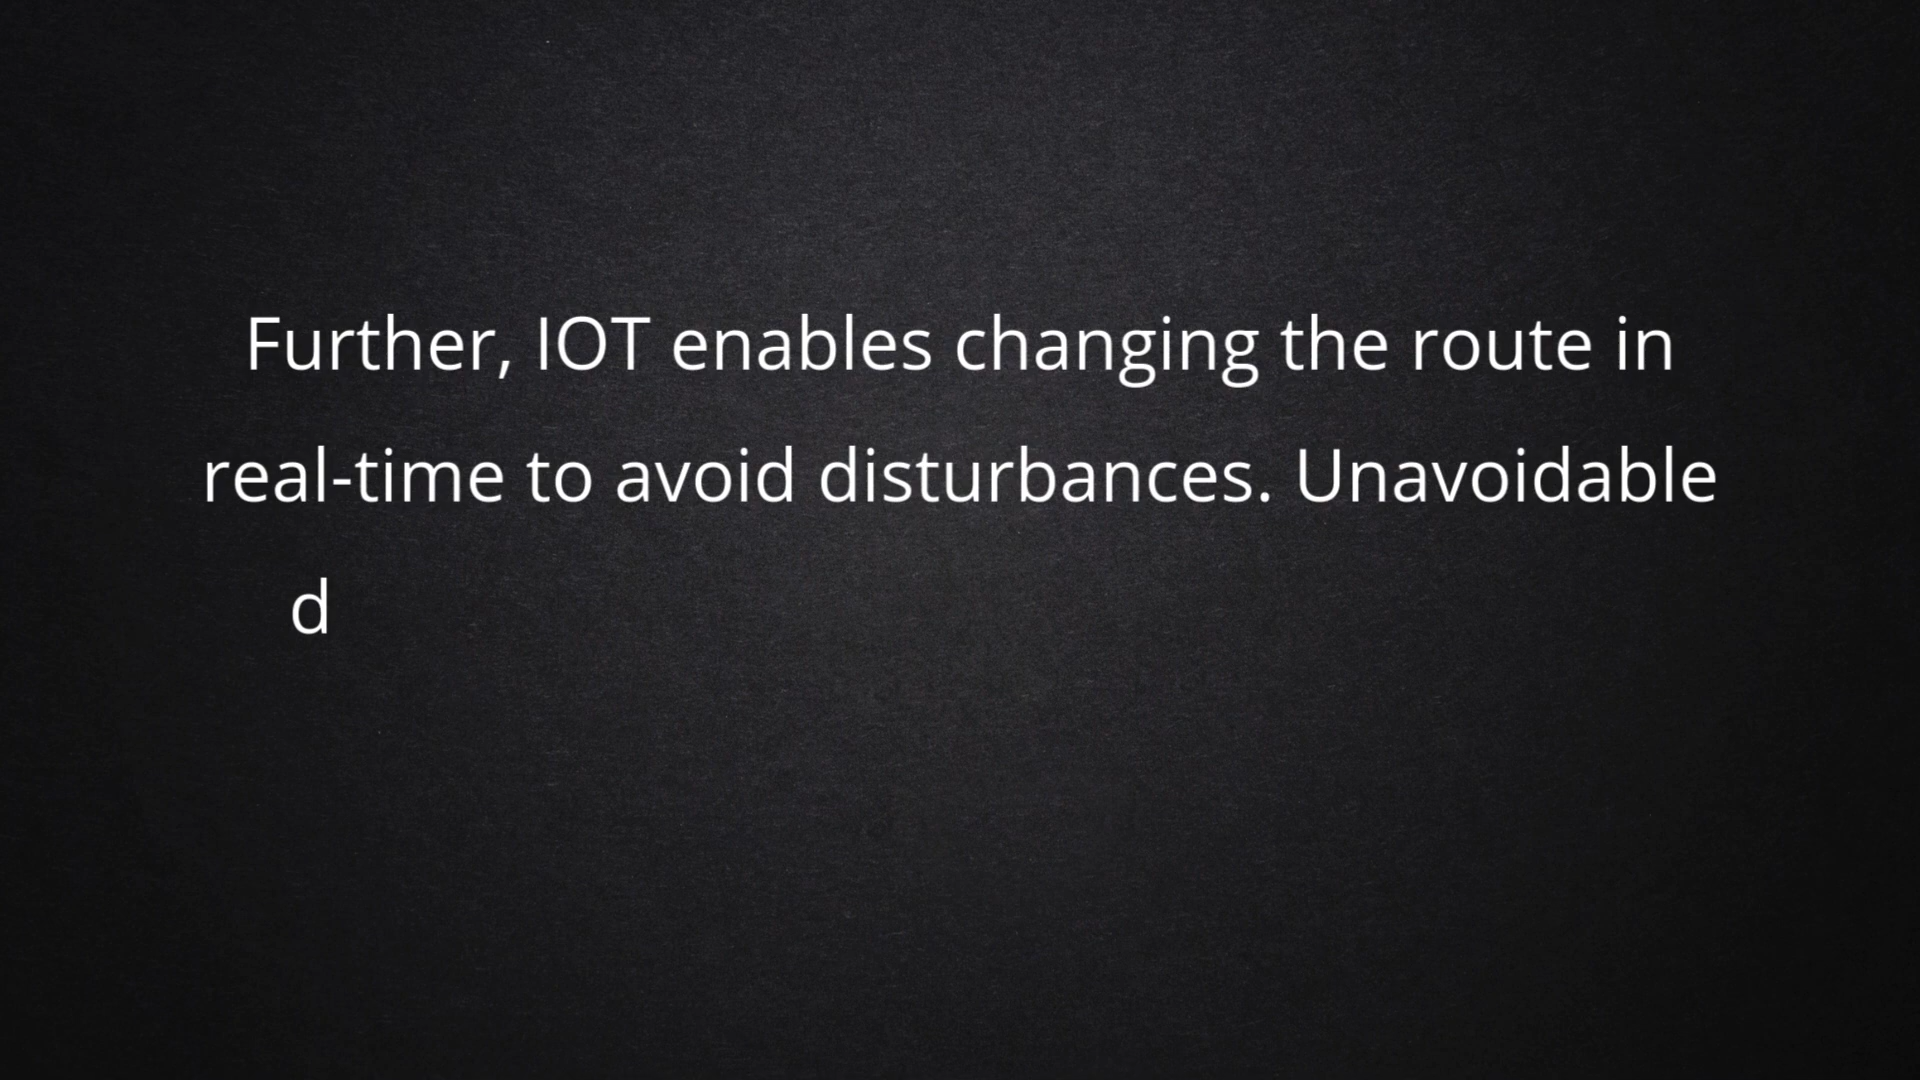 Further, IOT enables changing the route in
real-time to avoid disturbances. Unavoidable
d